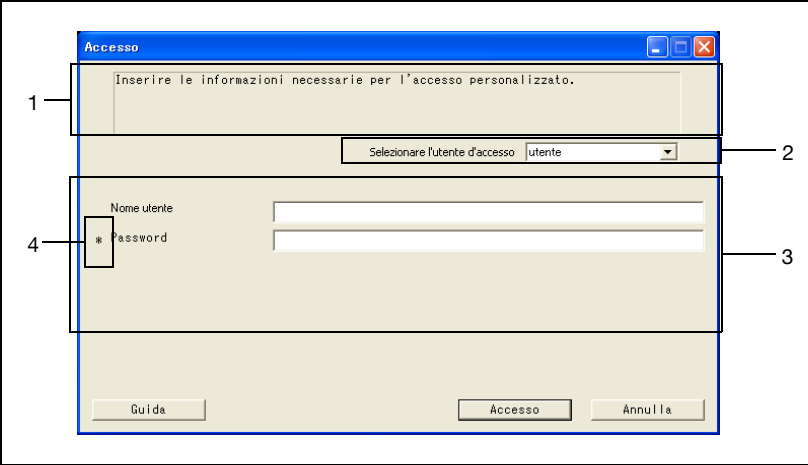 Accesso
Inserire le informazioni necessarie per l'accesso personalizzato.
1
Selezionare l'utente d'accesso utente
2
Nome utente
4
* Password
3
Guida Accesso Annulla